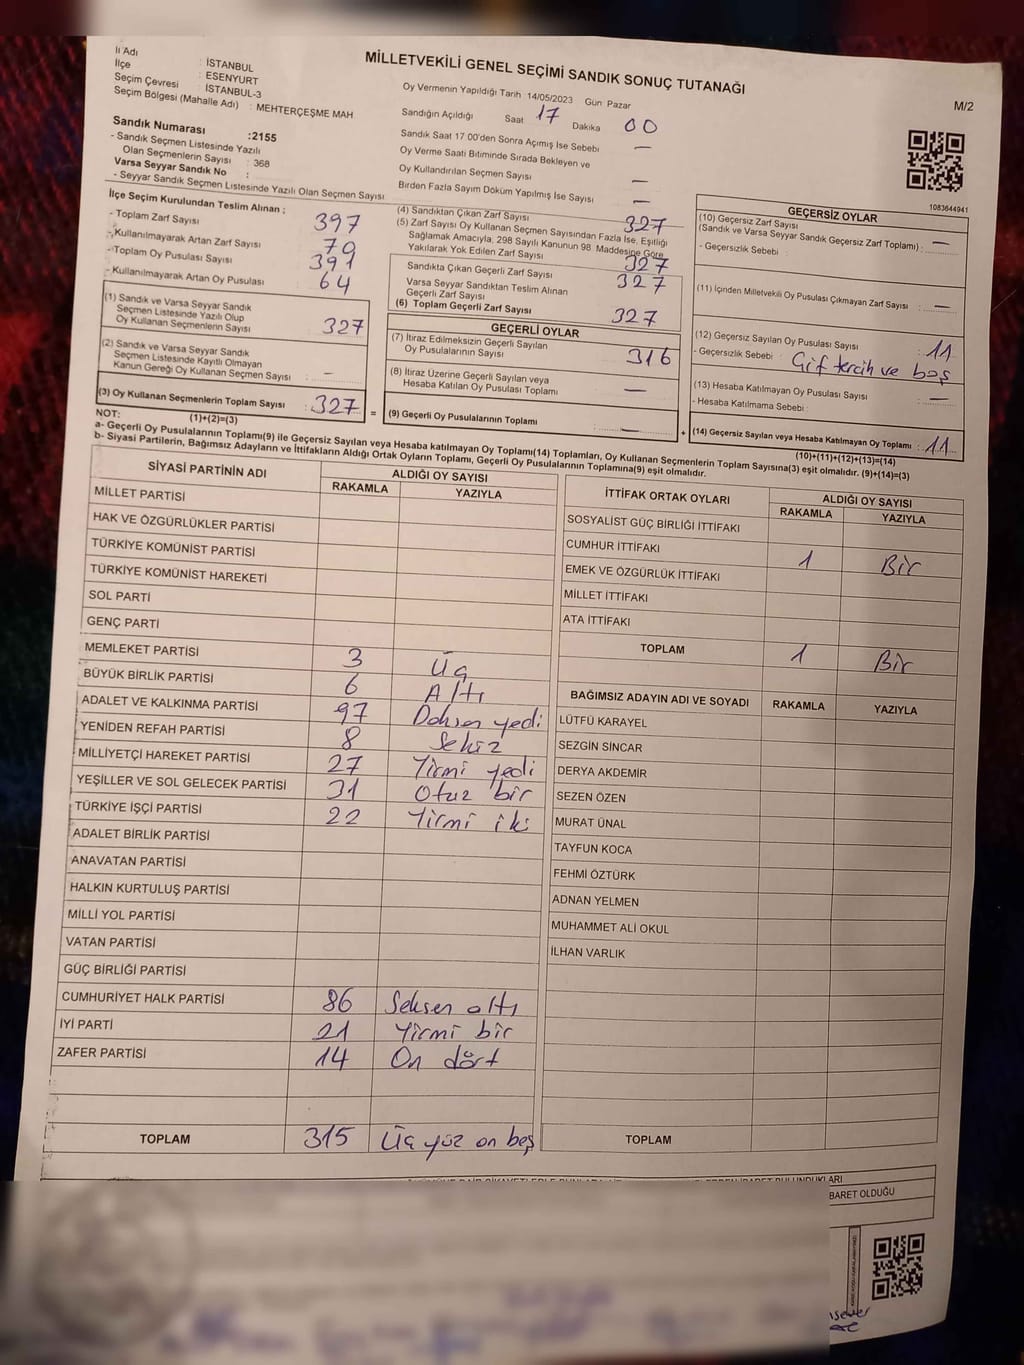 MİLLETVEKİLİ GENEL SEÇİMİ SANDIK SONUÇ TUTANAĞI
M/2
İl Adı : İSTANBUL
İlçe : ESENYURT
Seçim Çevresi : İSTANBUL-3
Seçim Bölgesi (Mahalle Adı) : MEHTERÇEŞME MAH
Sandık Numarası :2155
- Sandık Seçmen Listesinde Yazılı
Olan Seçmenlerin Sayısı : 368
Varsa Seyyar Sandık No :
- Seyyar Sandık Seçmen Listesinde Yazılı Olan Seçmen Sayısı
Oy Vermenin Yapıldığı Tarih 14/05/2023 Gün Pazar
Sandığın Açıldığı Saat 17 Dakika 00
Sandık Saat 17 00'den Sonra Açımış İse Sebebi —
Oy Verme Saati Bitiminde Sırada Bekleyen ve
Oy Kullandırılan Seçmen Sayısı —
Birden Fazla Sayım Döküm Yapılmış İse Sayısı —
1083644941
İlçe Seçim Kurulundan Teslim Alınan ;
- Toplam Zarf Sayısı 397
- Kullanılmayarak Artan Zarf Sayısı 70
- Toplam Oy Pusulası Sayısı 391
- Kullanılmayarak Artan Oy Pusulası 64
(1) Sandık ve Varsa Seyyar Sandık
Seçmen Listesinde Yazılı Olup
Oy Kullanan Seçmenlerin Sayısı 327
(2) Sandık ve Varsa Seyyar Sandık
Seçmen Listesinde Kayıtlı Olmayan
Kanun Gereği Oy Kullanan Seçmen Sayısı : —
(3) Oy Kullanan Seçmenlerin Toplam Sayısı : 327 =
(1)+(2)=(3)
(4) Sandıktan Çıkan Zarf Sayısı 327
(5) Zarf Sayısı Oy Kullanan Seçmen Sayısından Fazla İse, Eşitliği
Sağlamak Amacıyla, 298 Sayılı Kanunun 98 Maddesine Göre
Yakılarak Yok Edilen Zarf Sayısı
Sandıkta Çıkan Geçerli Zarf Sayısı 327
Varsa Seyyar Sandıktan Teslim Alınan 327
Geçerli Zarf Sayısı
(6) Toplam Geçerli Zarf Sayısı 327
GEÇERLİ OYLAR
(7) İtiraz Edilmeksizin Geçerli Sayılan
Oy Pusulalarının Sayısı 316
(8) İtiraz Üzerine Geçerli Sayılan veya
Hesaba Katılan Oy Pusulası Toplamı —
(9) Geçerli Oy Pusulalarının Toplamı : — +
GEÇERSİZ OYLAR
(10) Geçersiz Zarf Sayısı
(Sandık ve Varsa Seyyar Sandık Geçersiz Zarf Toplamı) : —
- Geçersizlik Sebebi :
(11) İçinden Milletvekili Oy Pusulası Çıkmayan Zarf Sayısı : —
(12) Geçersiz Sayılan Oy Pusulası Sayısı : 11
- Geçersizlik Sebebi : Çift tercih ve boş
(13) Hesaba Katılmayan Oy Pusulası Sayısı : —
- Hesaba Katılmama Sebebi :
(14) Geçersiz Sayılan veya Hesaba Katılmayan Oy Toplamı : 11
(10)+(11)+(12)+(13)=(14)
NOT:
a- Geçerli Oy Pusulalarının Toplamı(9) ile Geçersiz Sayılan veya Hesaba katılmayan Oy Toplamı(14) Toplamları, Oy Kullanan Seçmenlerin Toplam Sayısına(3) eşit olmalıdır. (9)+(14)=(3)
b- Siyasi Partilerin, Bağımsız Adayların ve İttifakların Aldığı Ortak Oyların Toplamı, Geçerli Oy Pusulalarının Toplamına(9) eşit olmalıdır.
SİYASİ PARTİNİN ADI ALDIĞI OY SAYISI
RAKAMLA YAZIYLA
MİLLET PARTİSİ
HAK VE ÖZGÜRLÜKLER PARTİSİ
TÜRKİYE KOMÜNİST PARTİSİ
TÜRKİYE KOMÜNİST HAREKETİ
SOL PARTİ
GENÇ PARTİ
MEMLEKET PARTİSİ 3 Üç
BÜYÜK BİRLİK PARTİSİ 6 Altı
ADALET VE KALKINMA PARTİSİ 97 Doksan yedi
YENİDEN REFAH PARTİSİ 8 Sekiz
MİLLİYETÇİ HAREKET PARTİSİ 27 Yirmi yedi
YEŞİLLER VE SOL GELECEK PARTİSİ 31 Otuz bir
TÜRKİYE İŞÇİ PARTİSİ 22 Yirmi iki
ADALET BİRLİK PARTİSİ
ANAVATAN PARTİSİ
HALKIN KURTULUŞ PARTİSİ
MİLLİ YOL PARTİSİ
VATAN PARTİSİ
GÜÇ BİRLİĞİ PARTİSİ
CUMHURİYET HALK PARTİSİ 86 Seksen altı
İYİ PARTİ 21 Yirmi bir
ZAFER PARTİSİ 14 On dört
TOPLAM 315 Üç yüz on beş
İTTİFAK ORTAK OYLARI ALDIĞI OY SAYISI
RAKAMLA YAZIYLA
SOSYALİST GÜÇ BİRLİĞİ İTTİFAKI
CUMHUR İTTİFAKI 1 Bir
EMEK VE ÖZGÜRLÜK İTTİFAKI
MİLLET İTTİFAKI
ATA İTTİFAKI
TOPLAM 1 Bir
BAĞIMSIZ ADAYIN ADI VE SOYADI RAKAMLA YAZIYLA
LÜTFÜ KARAYEL
SEZGİN SİNCAR
DERYA AKDEMİR
SEZEN ÖZEN
MURAT ÜNAL
TAYFUN KOCA
FEHMİ ÖZTÜRK
ADNAN YELMEN
MUHAMMET ALİ OKUL
İLHAN VARLIK
TOPLAM
BARET OLDUĞU